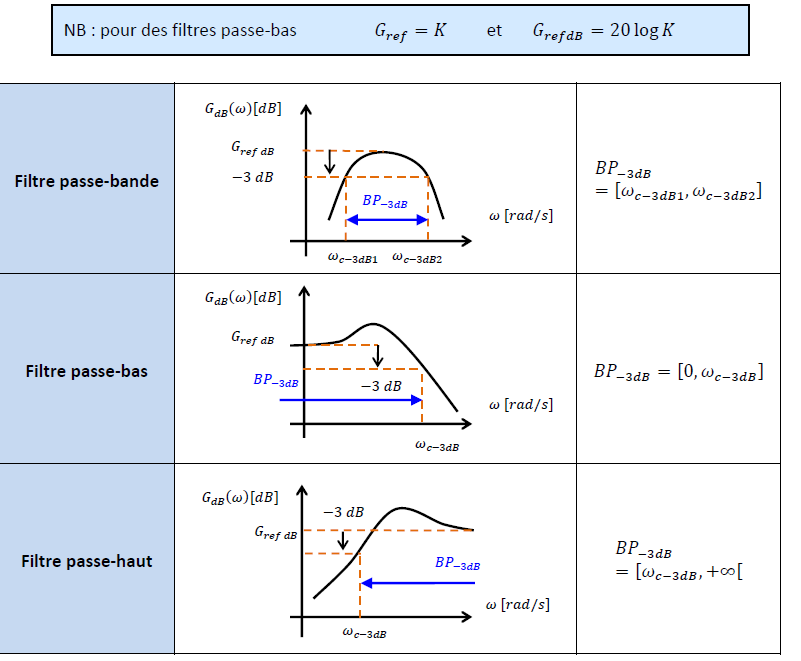 NB : pour des filtres passe-bas G_ref = K et G_refdB = 20 log K
Filtre passe-bande
G_dB(ω)[dB]
G_ref dB
−3 dB
BP_−3dB
ω [rad/s]
ω_c−3dB1 ω_c−3dB2
BP_−3dB
= [ω_c−3dB1, ω_c−3dB2]
Filtre passe-bas
G_dB(ω)[dB]
G_ref dB
BP_−3dB
−3 dB
ω [rad/s]
ω_c−3dB
BP_−3dB = [0, ω_c−3dB]
Filtre passe-haut
G_dB(ω)[dB]
−3 dB
G_ref dB
BP_−3dB
ω [rad/s]
ω_c−3dB
BP_−3dB
= [ω_c−3dB, +∞[